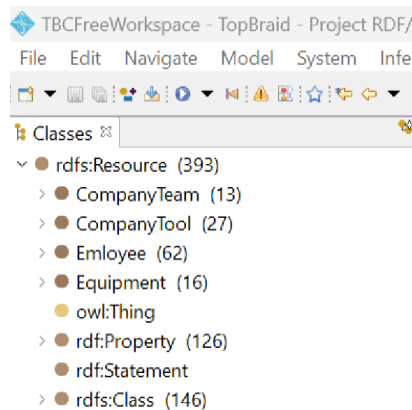 TBCFreeWorkspace - TopBraid - Project RDF/
File Edit Navigate Model System Infe
Classes
rdfs:Resource (393)
CompanyTeam (13)
CompanyTool (27)
Emloyee (62)
Equipment (16)
owl:Thing
rdf:Property (126)
rdf:Statement
rdfs:Class (146)